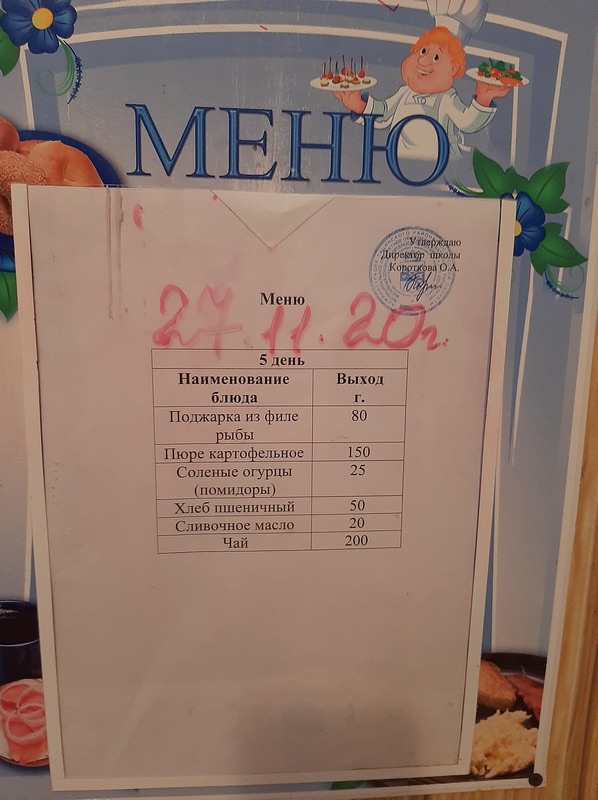 МЕНЮ
Утверждаю
Директор школы
Короткова О.А.
Меню
27.11.20г.
5 день
Наименование блюда Выход г.
Поджарка из филе рыбы 80
Пюре картофельное 150
Соленые огурцы (помидоры) 25
Хлеб пшеничный 50
Сливочное масло 20
Чай 200